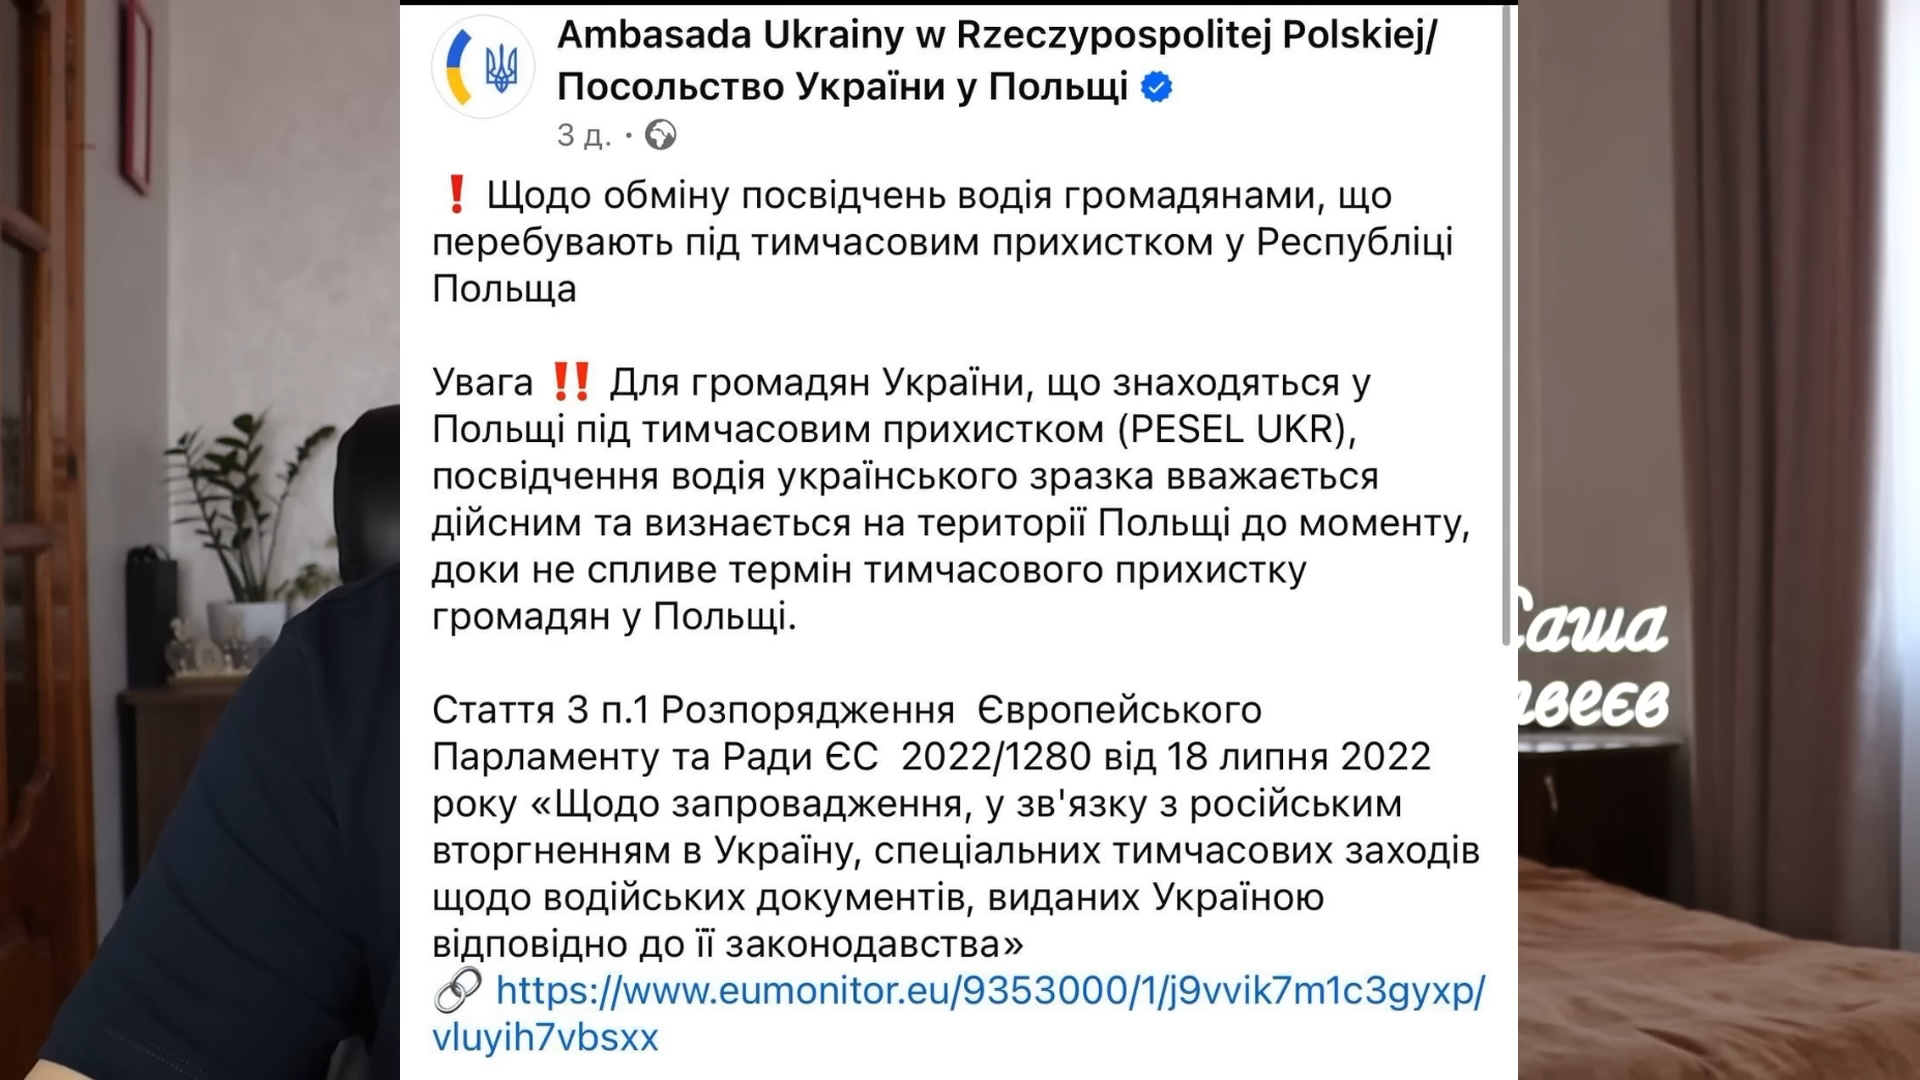 Ambasada Ukrainy w Rzeczypospolitej Polskiej/
Посольство України у Польщі
3 д. ·
❗ Щодо обміну посвідчень водія громадянами, що
перебувають під тимчасовим прихистком у Республіці
Польща
Увага ‼️ Для громадян України, що знаходяться у
Польщі під тимчасовим прихистком (PESEL UKR),
посвідчення водія українського зразка вважається
дійсним та визнається на території Польщі до моменту,
доки не спливе термін тимчасового прихистку
громадян у Польщі.
Стаття 3 п.1 Розпорядження Європейського
Парламенту та Ради ЄС 2022/1280 від 18 липня 2022
року «Щодо запровадження, у зв'язку з російським
вторгненням в Україну, спеціальних тимчасових заходів
щодо водійських документів, виданих Україною
відповідно до її законодавства»
🔗 https://www.eumonitor.eu/9353000/1/j9vvik7m1c3gyxp/
vluyih7vbsxx
Саша